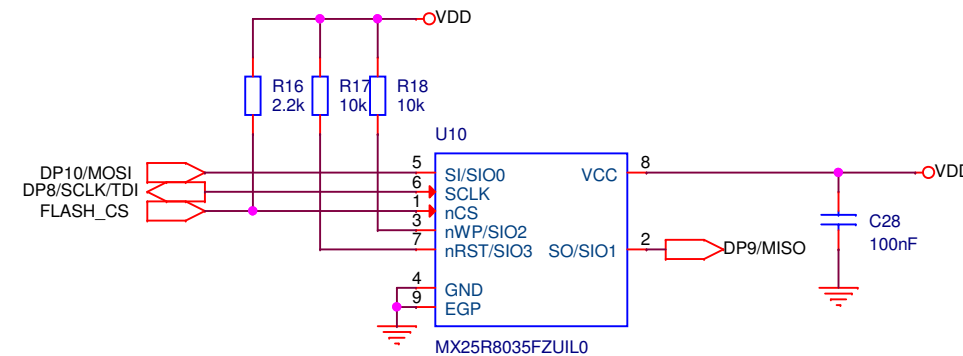 VDD
R16
2.2k
R17
10k
R18
10k
U10
DP10/MOSI
5
SI/SIO0
VCC
8
VDD
DP8/SCLK/TDI
6
SCLK
FLASH_CS
1
nCS
3
nWP/SIO2
C28
100nF
7
nRST/SIO3
SO/SIO1
2
DP9/MISO
4
GND
9
EGP
MX25R8035FZUIL0